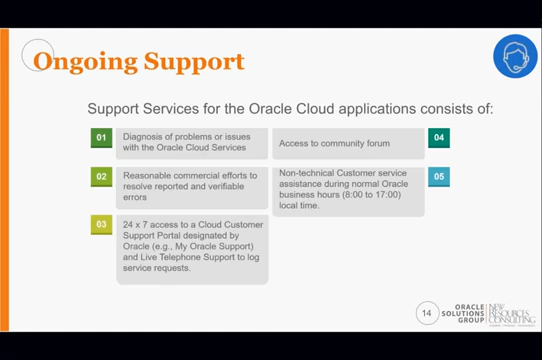 Ongoing Support
Support Services for the Oracle Cloud applications consists of:
01
Diagnosis of problems or issues
with the Oracle Cloud Services
02
Reasonable commercial efforts to
resolve reported and verifiable
errors
03
24 x 7 access to a Cloud Customer
Support Portal designated by
Oracle (e.g., My Oracle Support)
and Live Telephone Support to log
service requests.
Access to community forum
04
Non-technical Customer service
assistance during normal Oracle
business hours (8:00 to 17:00)
local time.
05
14
ORACLE
SOLUTIONS
GROUP
NEW
RESOURCES
CONSULTING